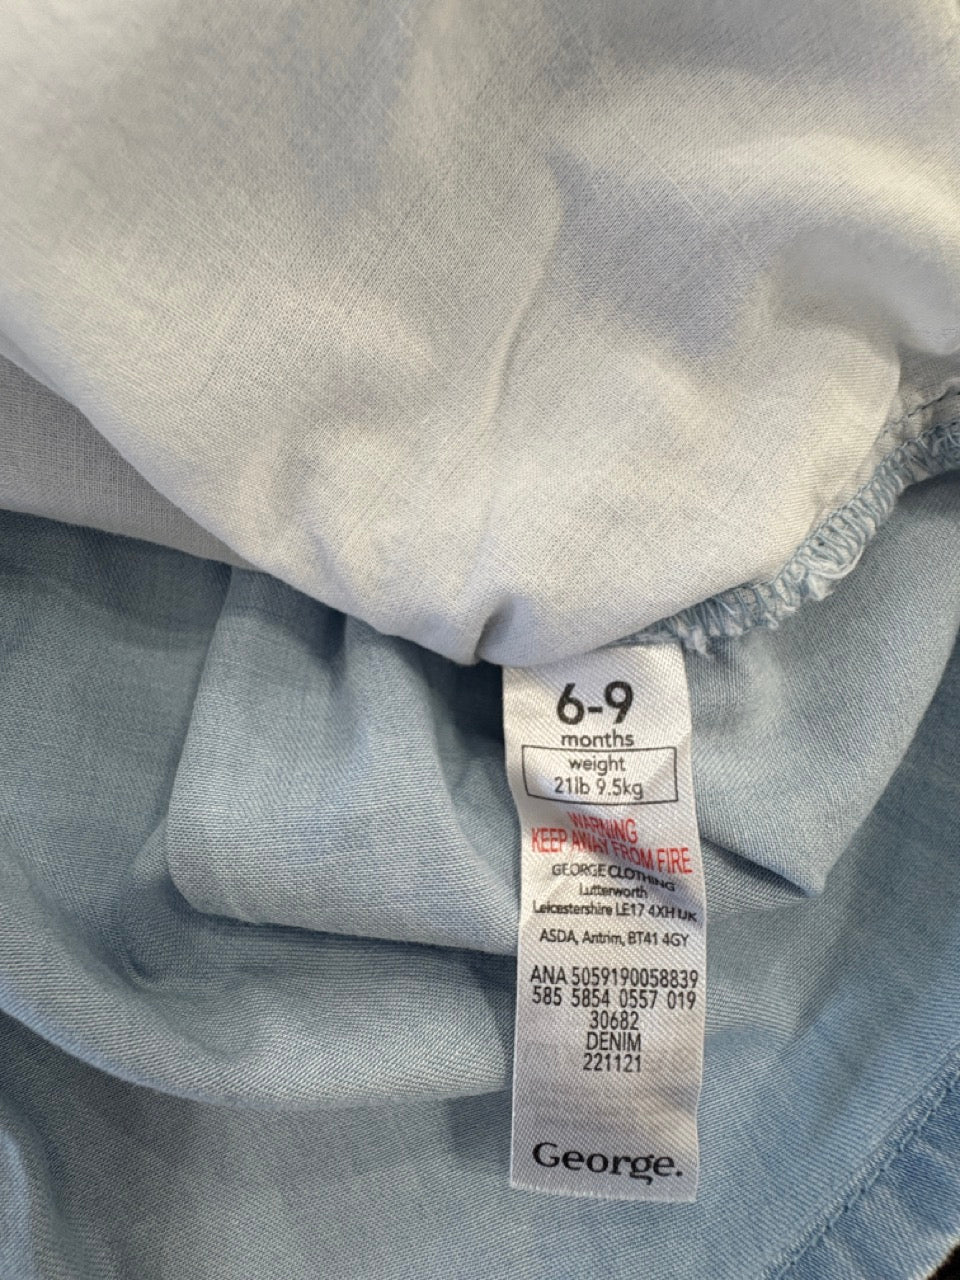 6-9
months
weight
21lb 9.5kg
WARNING
KEEP AWAY FROM FIRE
GEORGE CLOTHING
Lutterworth
Leicestershire LE17 4XH UK
ASDA, Antrim, BT41 4GY
ANA 5059190058839
585 5854 0557 019
30682
DENIM
221121
George.